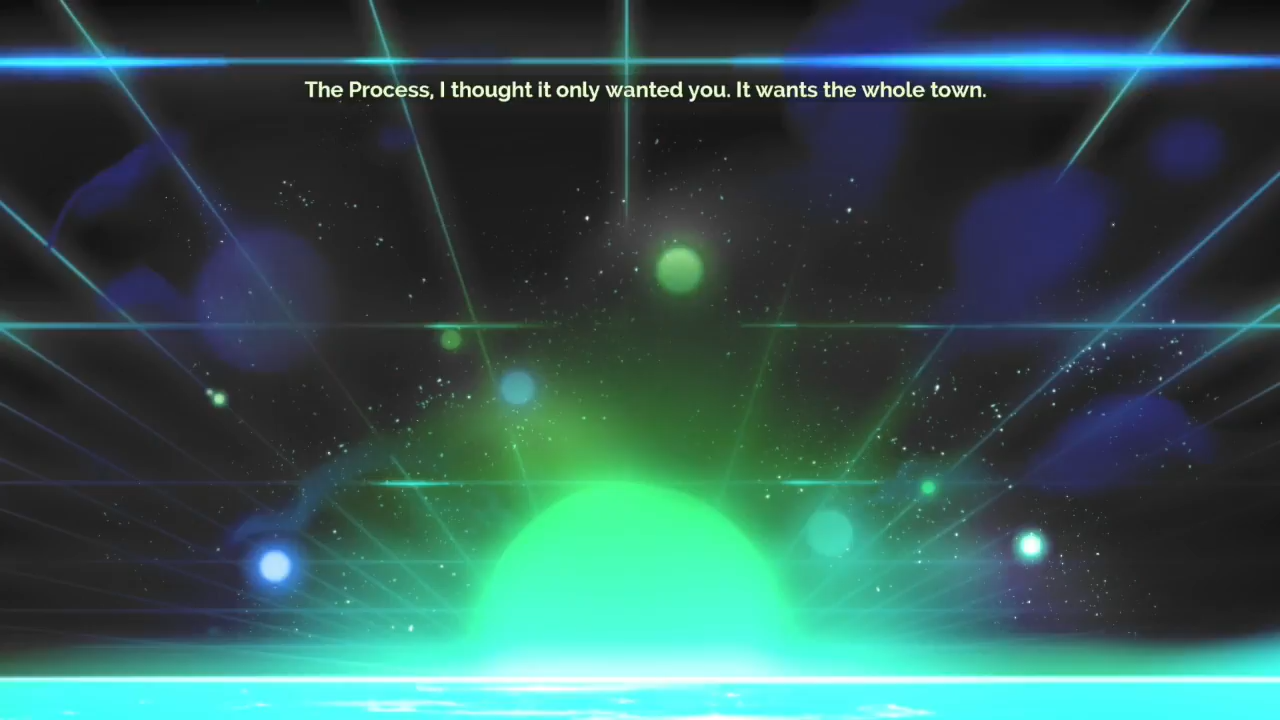 The Process, I thought it only wanted you. It wants the whole town.